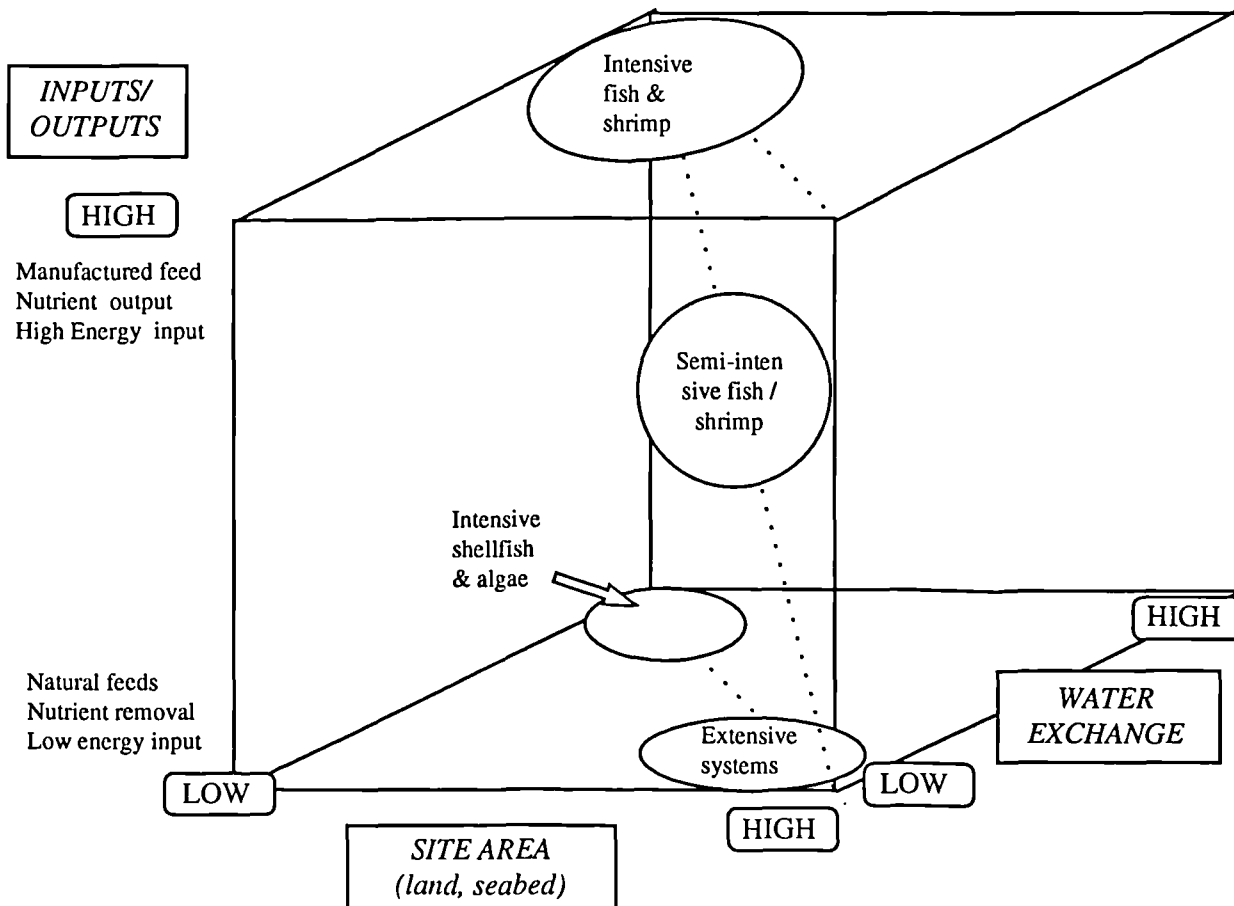 INPUTS/
OUTPUTS
HIGH
Manufactured feed
Nutrient output
High Energy input
Intensive
fish &
shrimp
Semi-inten
sive fish /
shrimp
Intensive
shellfish
& algae
Natural feeds
Nutrient removal
Low energy input
LOW
Extensive
systems
HIGH
WATER
EXCHANGE
LOW
HIGH
SITE AREA
(land, seabed)